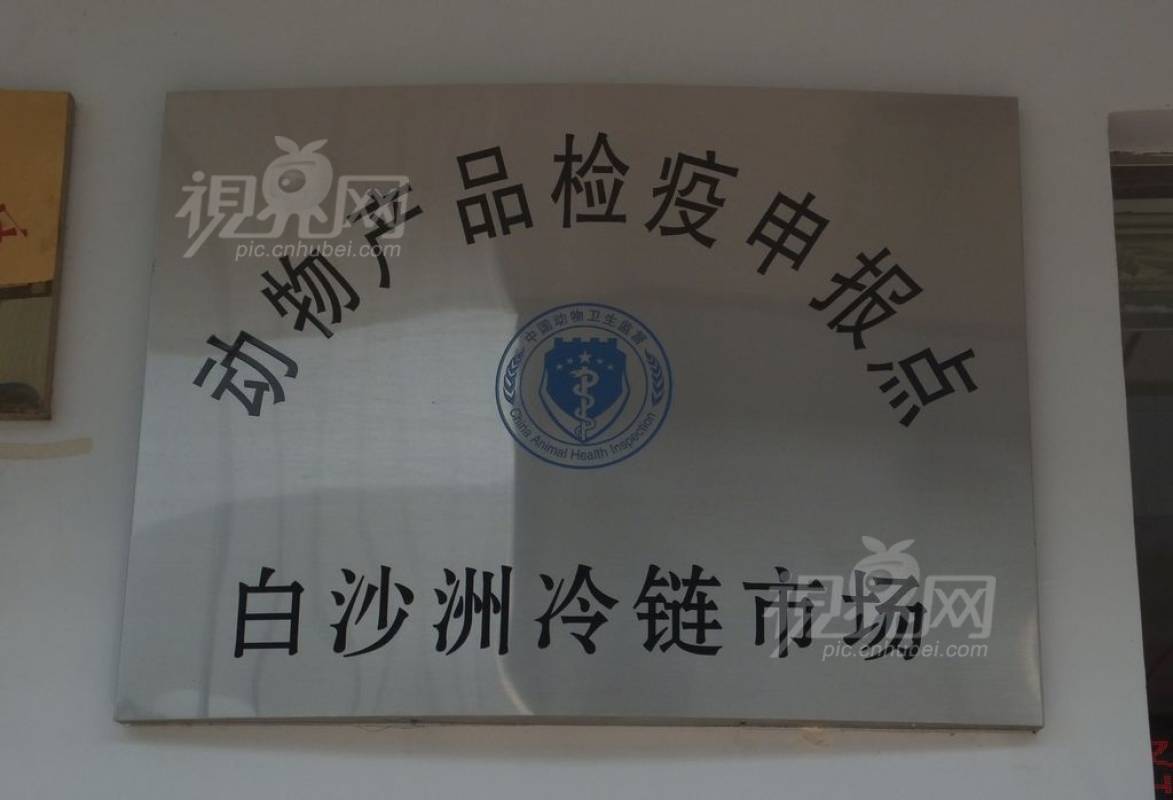 视界网
pic.cnhubei.com
动物产品检疫申报点
中国动物卫生监督
China Animal Health Inspection
白沙洲冷链市场
视界网
pic.cnhubei.com